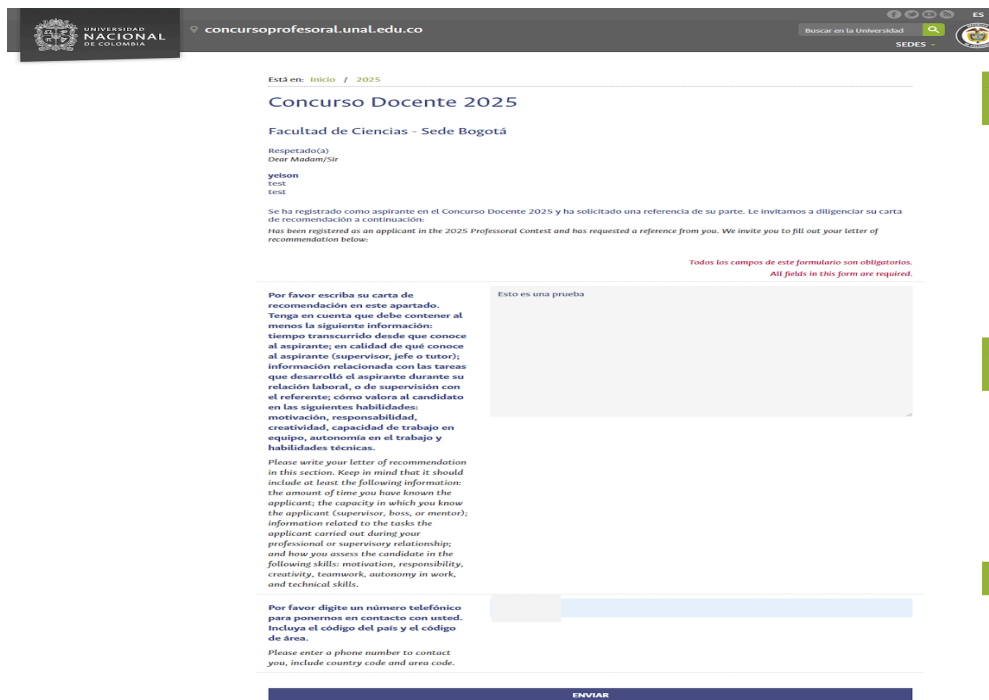 UNIVERSIDAD
NACIONAL
DE COLOMBIA
concursoprofesoral.unal.edu.co
ES
Buscar en la Universidad
SEDES
Está en: Inicio / 2025
Concurso Docente 2025
Facultad de Ciencias - Sede Bogotá
Respetado(a)
Dear Madam/Sir
yeison
test
test
Se ha registrado como aspirante en el Concurso Docente 2025 y ha solicitado una referencia de su parte. Le invitamos a diligenciar su carta
de recomendación a continuación:
Has been registered as an applicant in the 2025 Professoral Contest and has requested a reference from you. We invite you to fill out your letter of
recommendation below:
Todos los campos de este formulario son obligatorios.
All fields in this form are required.
Por favor escriba su carta de
recomendación en este apartado.
Tenga en cuenta que debe contener al
menos la siguiente información:
tiempo transcurrido desde que conoce
al aspirante; en calidad de qué conoce
al aspirante (supervisor, jefe o tutor);
información relacionada con las tareas
que desarrolló el aspirante durante su
relación laboral, o de supervisión con
el referente; cómo valora al candidato
en las siguientes habilidades:
motivación, responsabilidad,
creatividad, capacidad de trabajo en
equipo, autonomía en el trabajo y
habilidades técnicas.
Please write your letter of recommendation
in this section. Keep in mind that it should
include at least the following information:
the amount of time you have known the
applicant; the capacity in which you know
the applicant (supervisor, boss, or mentor);
information related to the tasks the
applicant carried out during your
professional or supervisory relationship;
and how you assess the candidate in the
following skills: motivation, responsibility,
creativity, teamwork, autonomy in work,
and technical skills.
Esto es una prueba
Por favor digite un número telefónico
para ponernos en contacto con usted.
Incluya el código del país y el código
de área.
Please enter a phone number to contact
you, include country code and area code.
ENVIAR